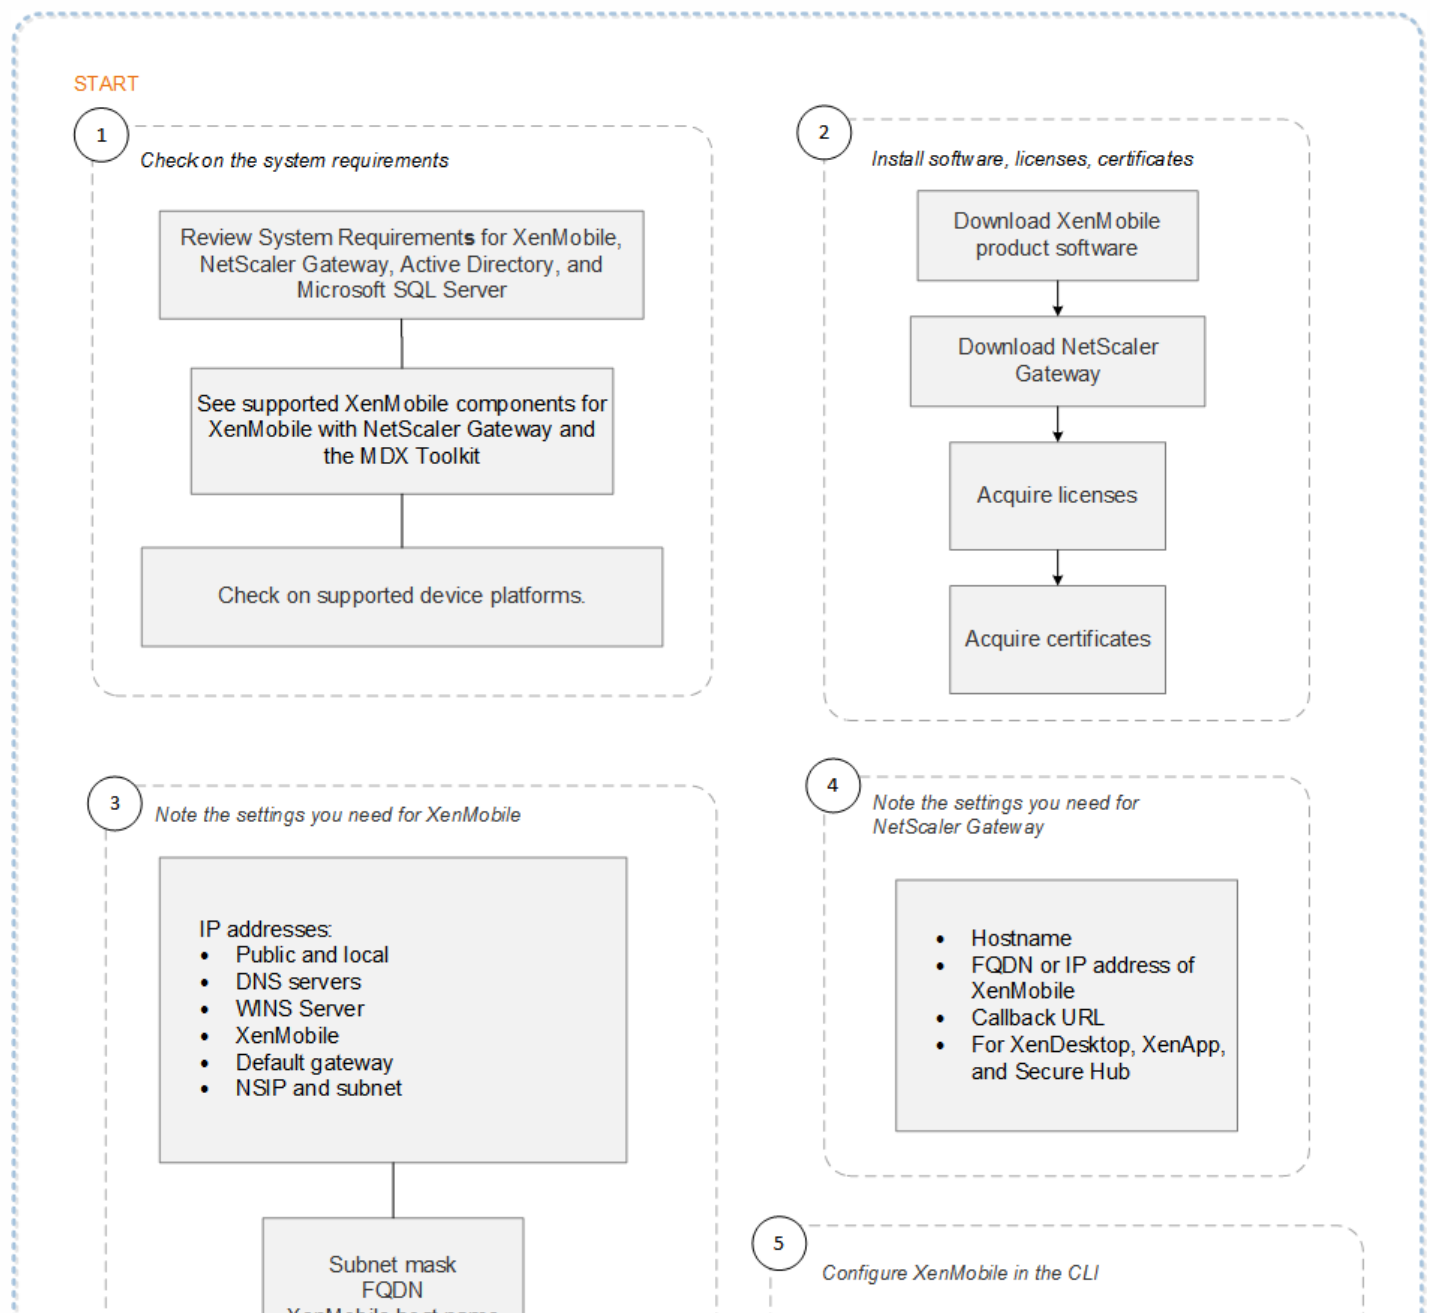 START
1
Check on the system requirements
Review System Requirements for XenMobile,
NetScaler Gateway, Active Directory, and
Microsoft SQL Server
See supported XenMobile components for
XenMobile with NetScaler Gateway and
the MDX Toolkit
Check on supported device platforms.
2
Install software, licenses, certificates
Download XenMobile
product software
Download NetScaler
Gateway
Acquire licenses
Acquire certificates
3
Note the settings you need for XenMobile
IP addresses:
• Public and local
• DNS servers
• WINS Server
• XenMobile
• Default gateway
• NSIP and subnet
Subnet mask
FQDN
XenMobile host name
4
Note the settings you need for
NetScaler Gateway
• Hostname
• FQDN or IP address of
XenMobile
• Callback URL
• For XenDesktop, XenApp,
and Secure Hub
5
Configure XenMobile in the CLI